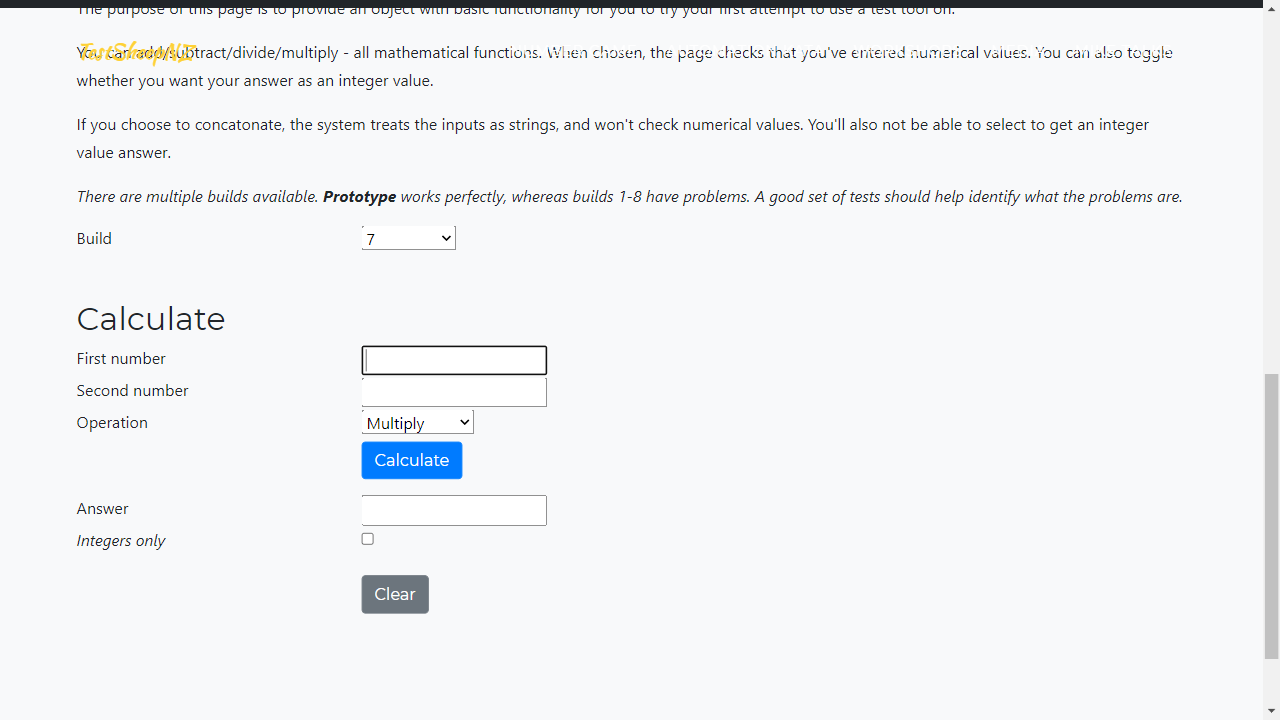 The purpose of this page is to provide an object with basic functionality for you to try your first attempt to use a test tool on.
TestSheepNZ
You can add/subtract/divide/multiply - all mathematical functions. When chosen, the page checks that you've entered numerical values. You can also toggle
whether you want your answer as an integer value.
If you choose to concatonate, the system treats the inputs as strings, and won't check numerical values. You'll also not be able to select to get an integer
value answer.
There are multiple builds available. Prototype works perfectly, whereas builds 1-8 have problems. A good set of tests should help identify what the problems are.
Build 7
Calculate
First number
Second number
Operation Multiply
Calculate
Answer
Integers only
Clear